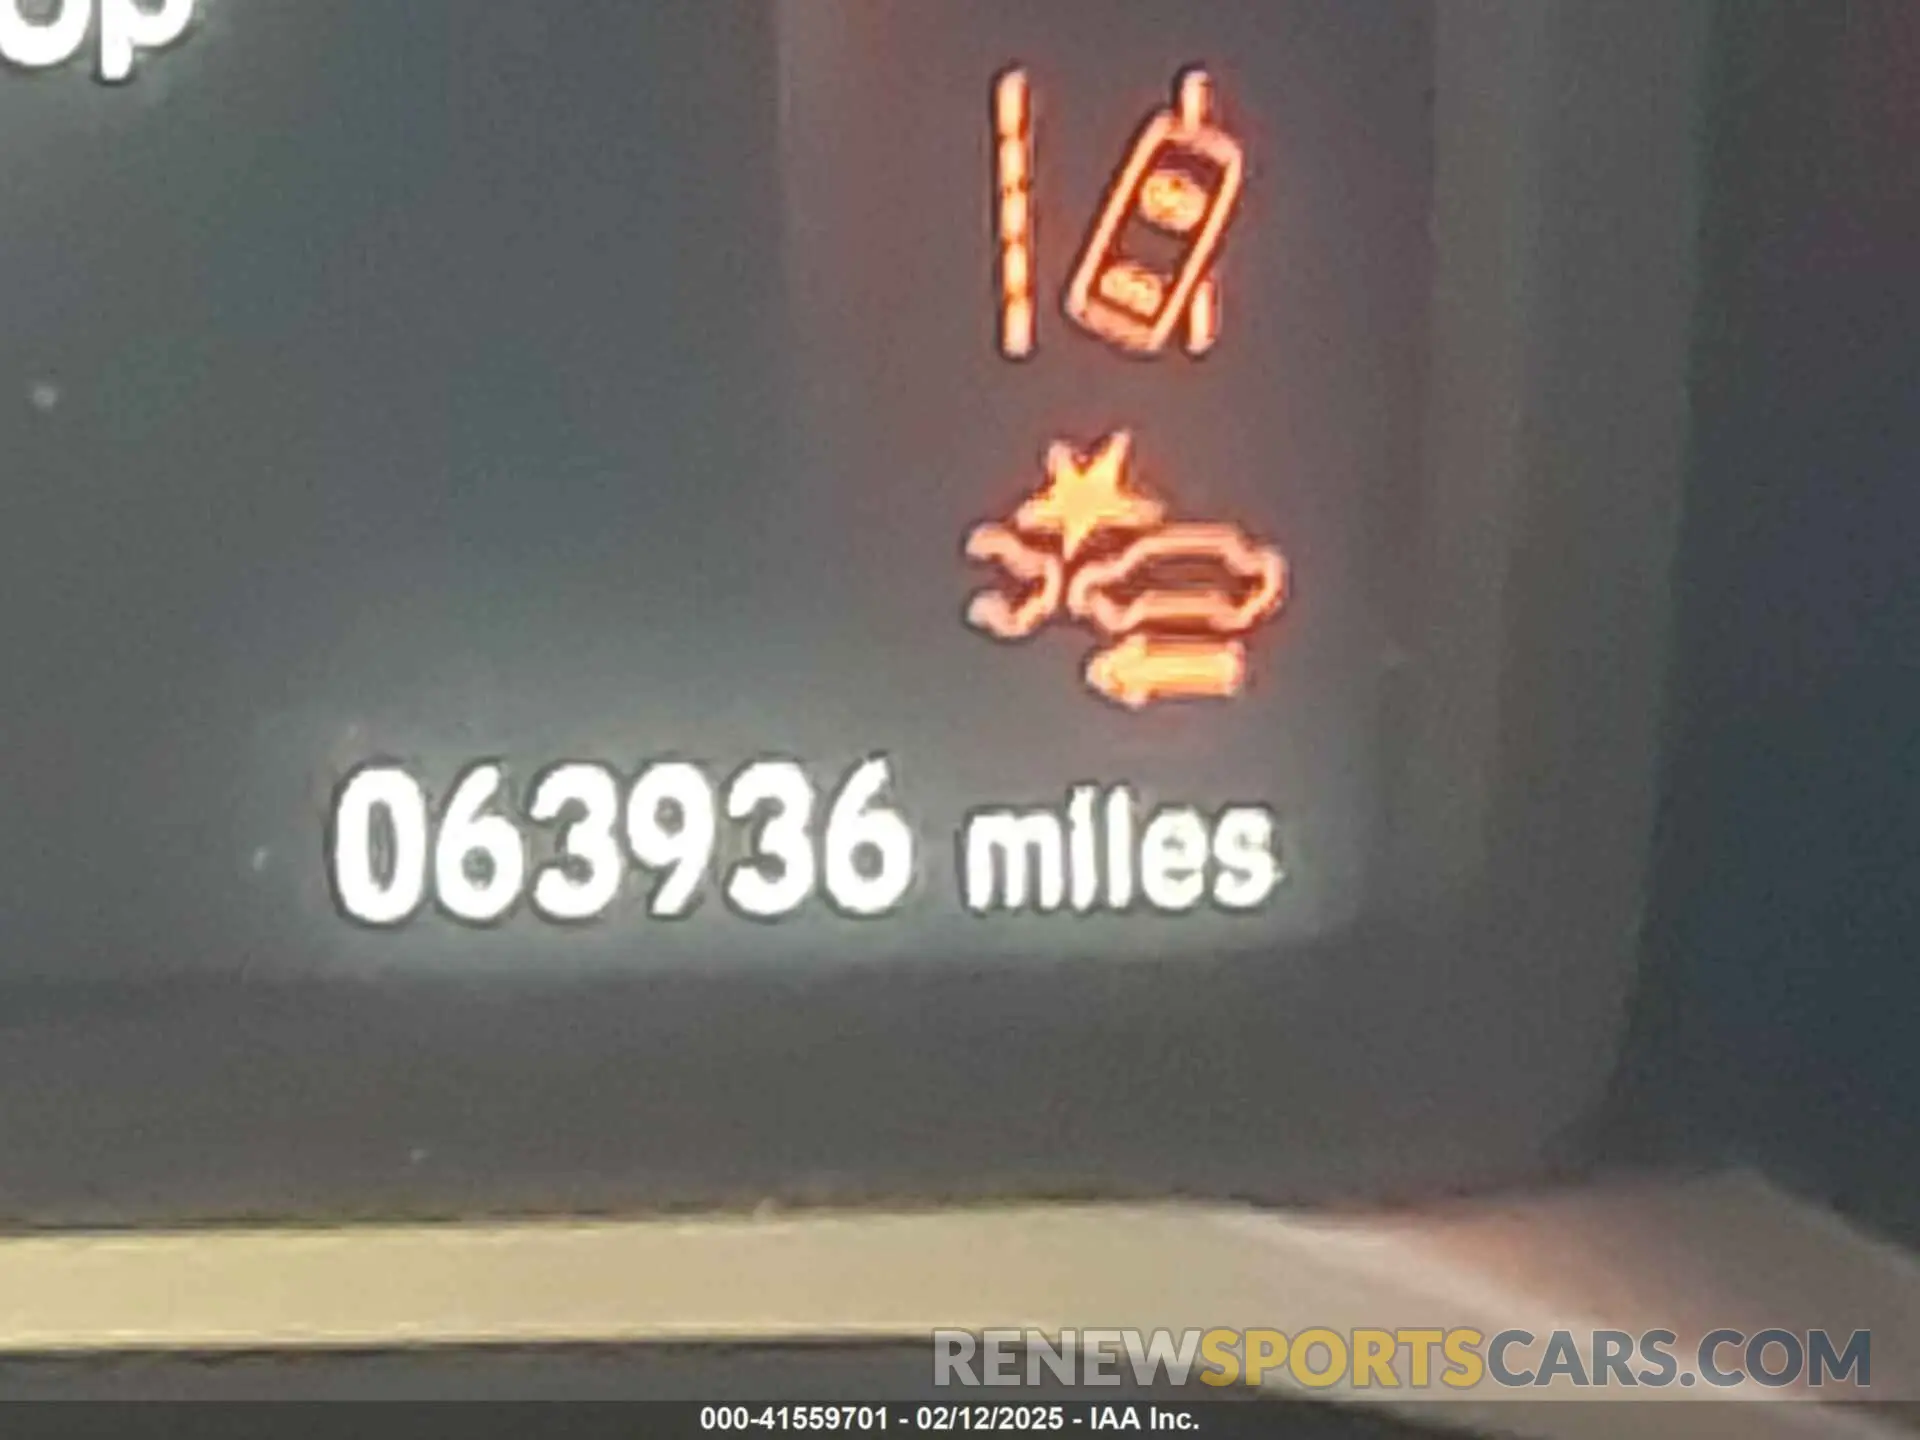 063936 miles
RENEWSPORTSCARS.COM
000-41559701 - 02/12/2025 - IAA Inc.